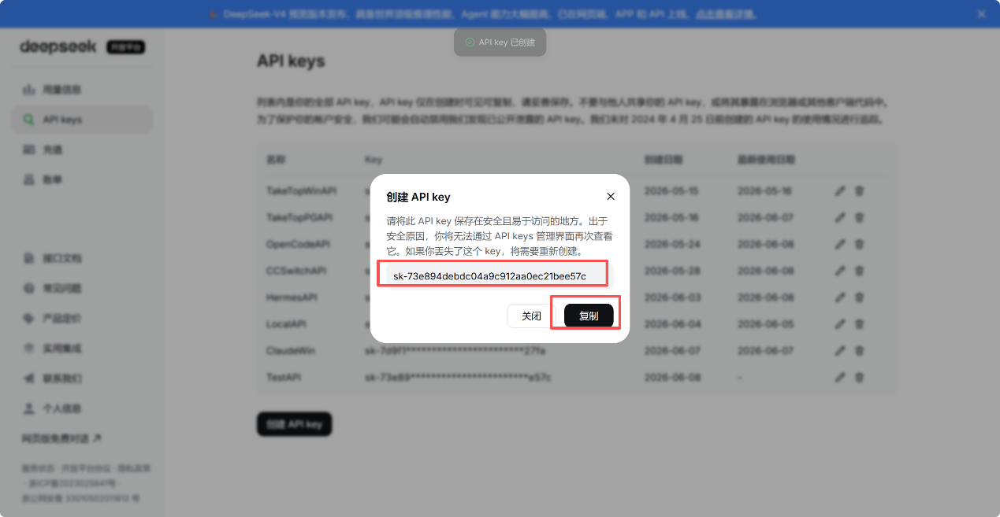 DeepSeek-V4 预览版本发布，具备世界顶级推理性能，Agent 能力大幅提高，已在网页端、APP 和 API 上线，点击查看详情。
deepseek 开放平台
API key 已创建
API keys
用量信息
API keys
充值
账单
接口文档
常见问题
产品定价
实用集成
联系我们
个人信息
网页版免费对话 ↗
服务状态 · 开放平台协议 · 隐私政策
· 浙ICP备2023025841号 ·
浙公网安备 33010502011812 号
列表内是你的全部 API key，API key 仅在创建时可见可复制，请妥善保存。不要与他人共享你的 API key，或将其暴露在浏览器或其他客户端代码中。
为了保护你的帐户安全，我们可能会自动禁用我们发现已公开泄露的 API key。我们未对 2024 年 4 月 25 日前创建的 API key 的使用情况进行追踪。
名称 Key 创建日期 最新使用日期
TakeTopWinAPI 2026-05-15 2026-05-16
TakeTopPGAPI 2026-05-16 2026-06-07
OpenCodeAPI 2026-05-24 2026-06-08
CCSwitchAPI 2026-05-28 2026-06-08
HermesAPI 2026-06-03 2026-06-08
LocalAPI 2026-06-04 2026-06-05
ClaudeWin sk-7d9f1***********************27fa 2026-06-07 2026-06-07
TestAPI sk-73e89***********************e57c 2026-06-08 -
创建 API key
创建 API key
请将此 API key 保存在安全且易于访问的地方。出于
安全原因，你将无法通过 API keys 管理界面再次查看
它。如果你丢失了这个 key，将需要重新创建。
sk-73e894debdc04a9c912aa0ec21bee57c
关闭 复制